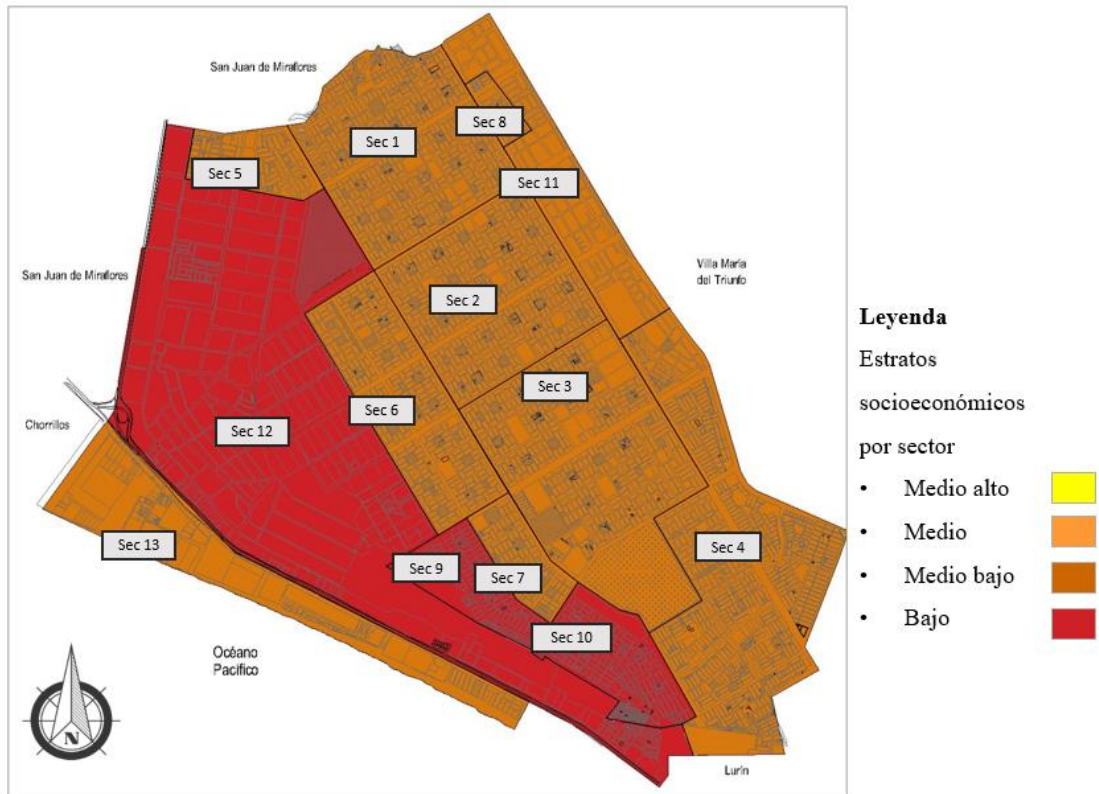 San Juan de Miraflores
Sec 8
Sec 1
Sec 5
Sec 11
San Juan de Miraflores
Villa María
del Triunfo
Sec 2
Sec 3
Sec 6
Chorrillos
Sec 12
Sec 13
Sec 9
Sec 7
Sec 4
Sec 10
Océano
Pacifico
N
Lurín
Leyenda
Estratos
socioeconómicos
por sector
• Medio alto
• Medio
• Medio bajo
• Bajo